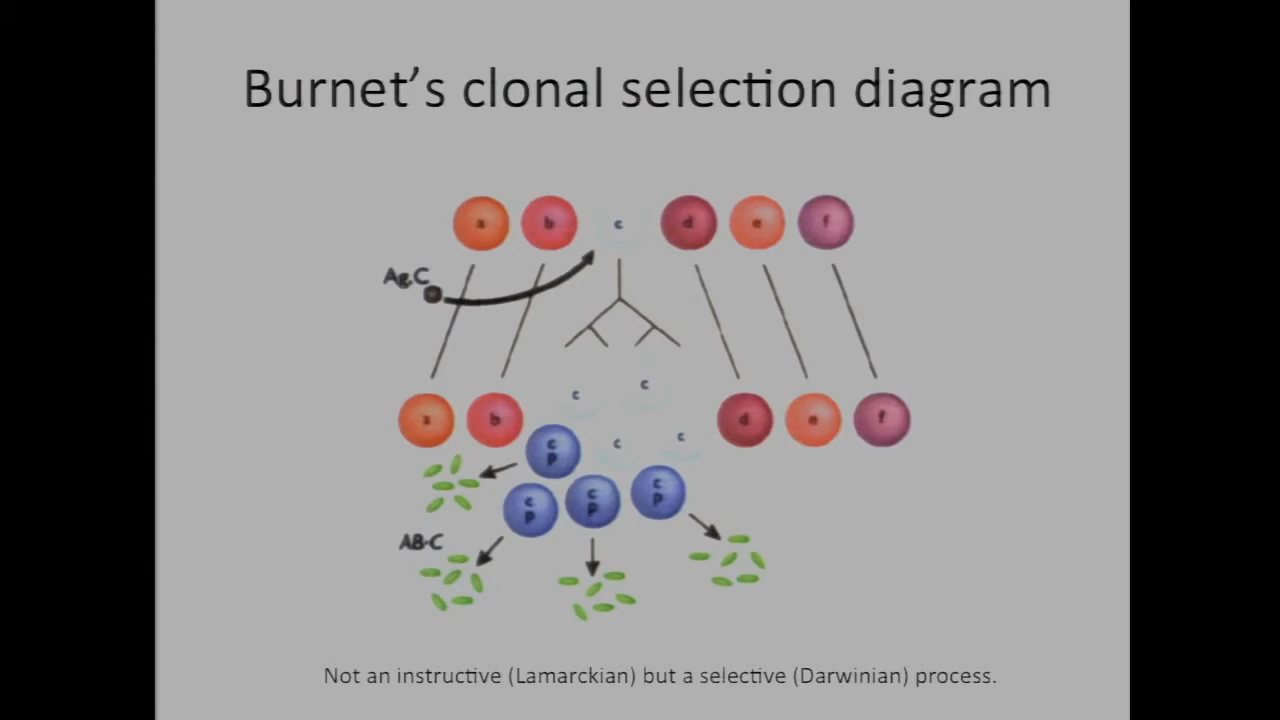 Burnet's clonal selection diagram
a b c d e f
Ag.C
c
c
a b d e f
c
c
c
P
c
P
c
P
c
P
AB·C
Not an instructive (Lamarckian) but a selective (Darwinian) process.